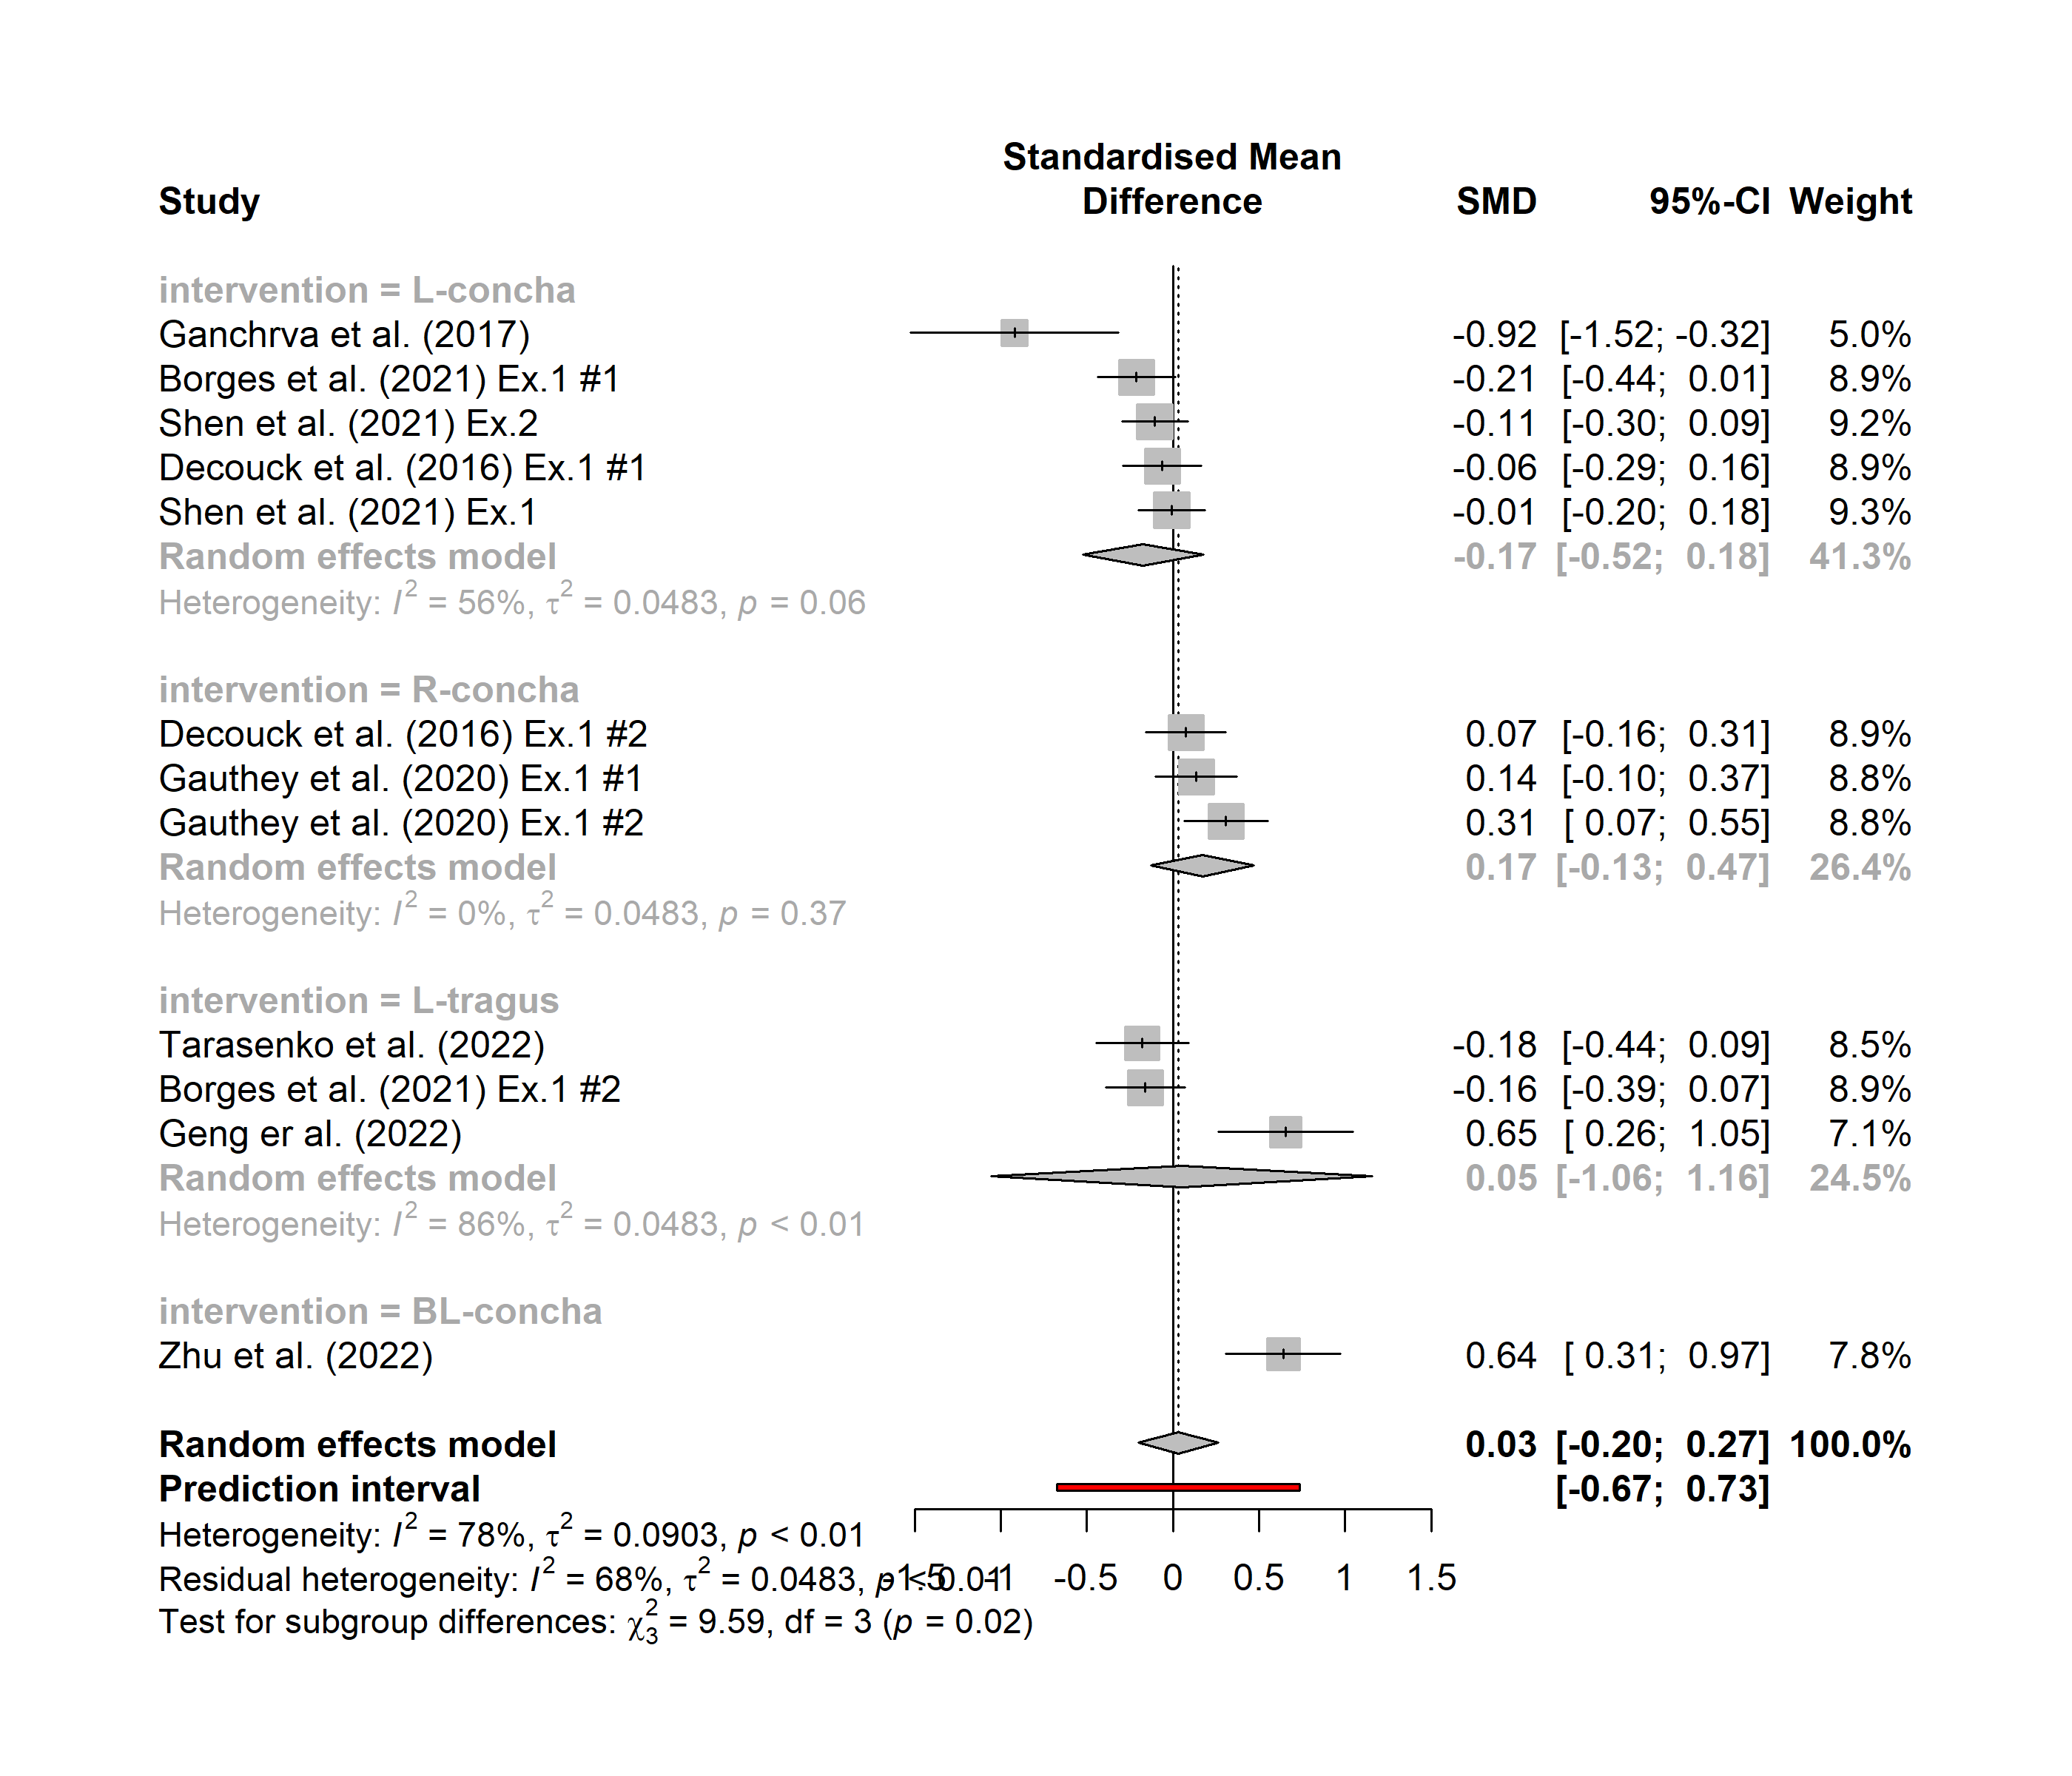 Standardised Mean
Study Difference SMD 95%-CI Weight
intervention = L-concha
Ganchrva et al. (2017) -0.92 [-1.52; -0.32] 5.0%
Borges et al. (2021) Ex.1 #1 -0.21 [-0.44; 0.01] 8.9%
Shen et al. (2021) Ex.2 -0.11 [-0.30; 0.09] 9.2%
Decouck et al. (2016) Ex.1 #1 -0.06 [-0.29; 0.16] 8.9%
Shen et al. (2021) Ex.1 -0.01 [-0.20; 0.18] 9.3%
Random effects model -0.17 [-0.52; 0.18] 41.3%
Heterogeneity: I² = 56%, τ² = 0.0483, p = 0.06
intervention = R-concha
Decouck et al. (2016) Ex.1 #2 0.07 [-0.16; 0.31] 8.9%
Gauthey et al. (2020) Ex.1 #1 0.14 [-0.10; 0.37] 8.8%
Gauthey et al. (2020) Ex.1 #2 0.31 [ 0.07; 0.55] 8.8%
Random effects model 0.17 [-0.13; 0.47] 26.4%
Heterogeneity: I² = 0%, τ² = 0.0483, p = 0.37
intervention = L-tragus
Tarasenko et al. (2022) -0.18 [-0.44; 0.09] 8.5%
Borges et al. (2021) Ex.1 #2 -0.16 [-0.39; 0.07] 8.9%
Geng er al. (2022) 0.65 [ 0.26; 1.05] 7.1%
Random effects model 0.05 [-1.06; 1.16] 24.5%
Heterogeneity: I² = 86%, τ² = 0.0483, p < 0.01
intervention = BL-concha
Zhu et al. (2022) 0.64 [ 0.31; 0.97] 7.8%
Random effects model 0.03 [-0.20; 0.27] 100.0%
Prediction interval [-0.67; 0.73]
Heterogeneity: I² = 78%, τ² = 0.0903, p < 0.01
Residual heterogeneity: I² = 68%, τ² = 0.0483, p < 0.01
-1.5 -1 -0.5 0 0.5 1 1.5
Test for subgroup differences: χ²₃ = 9.59, df = 3 (p = 0.02)